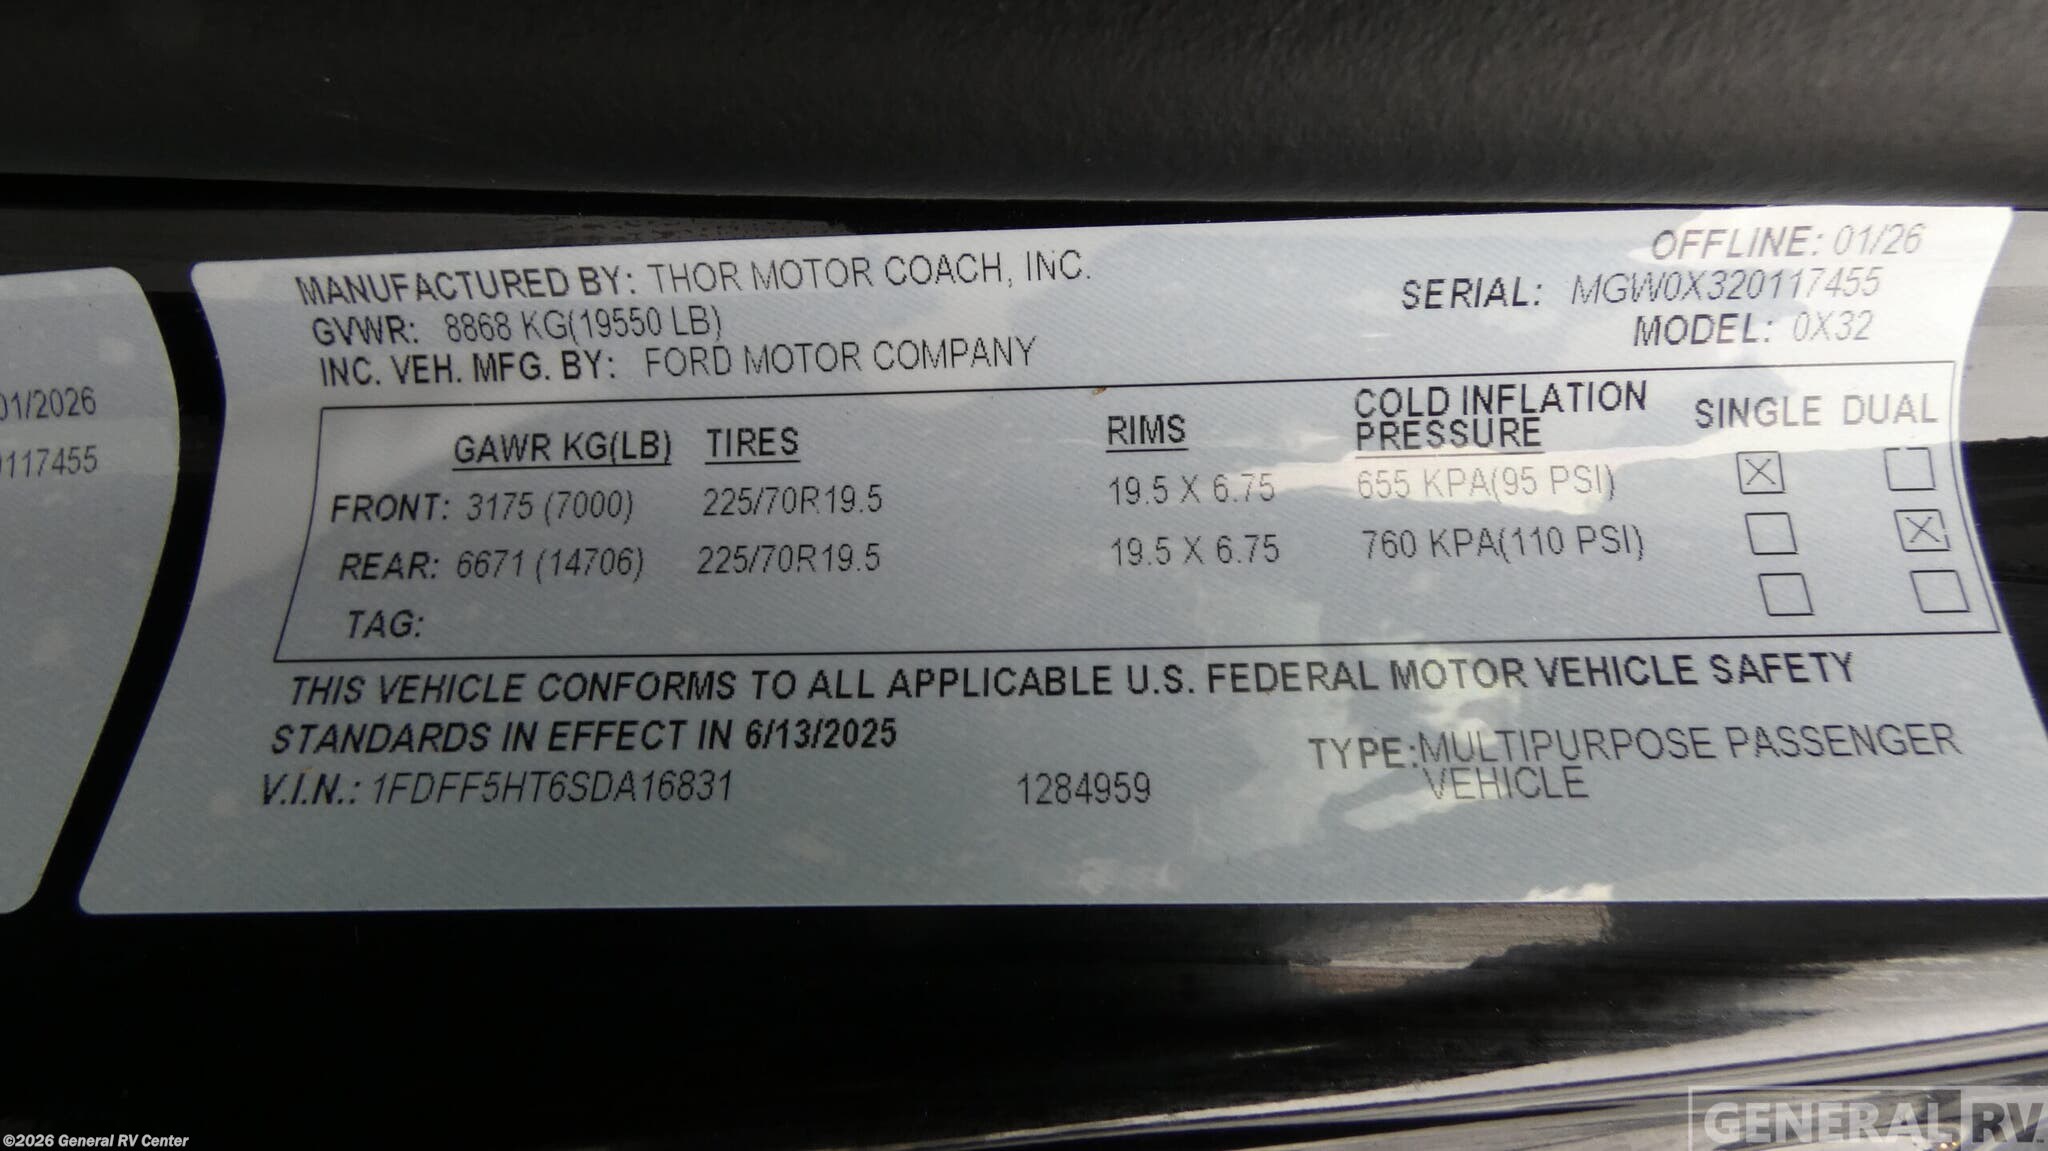 OFFLINE: 01/26
MANUFACTURED BY: THOR MOTOR COACH, INC.
SERIAL: MGW0X320117455
GVWR: 8868 KG(19550 LB)
MODEL: 0X32
INC. VEH. MFG. BY: FORD MOTOR COMPANY
GAWR KG(LB) TIRES RIMS COLD INFLATION PRESSURE SINGLE DUAL
FRONT: 3175 (7000) 225/70R19.5 19.5 X 6.75 655 KPA(95 PSI) X
REAR: 6671 (14706) 225/70R19.5 19.5 X 6.75 760 KPA(110 PSI) X
TAG:
THIS VEHICLE CONFORMS TO ALL APPLICABLE U.S. FEDERAL MOTOR VEHICLE SAFETY
STANDARDS IN EFFECT IN 6/13/2025
TYPE: MULTIPURPOSE PASSENGER
VEHICLE
V.I.N.: 1FDFF5HT6SDA16831 1284959
01/2026
117455
©2026 General RV Center
GENERAL RV